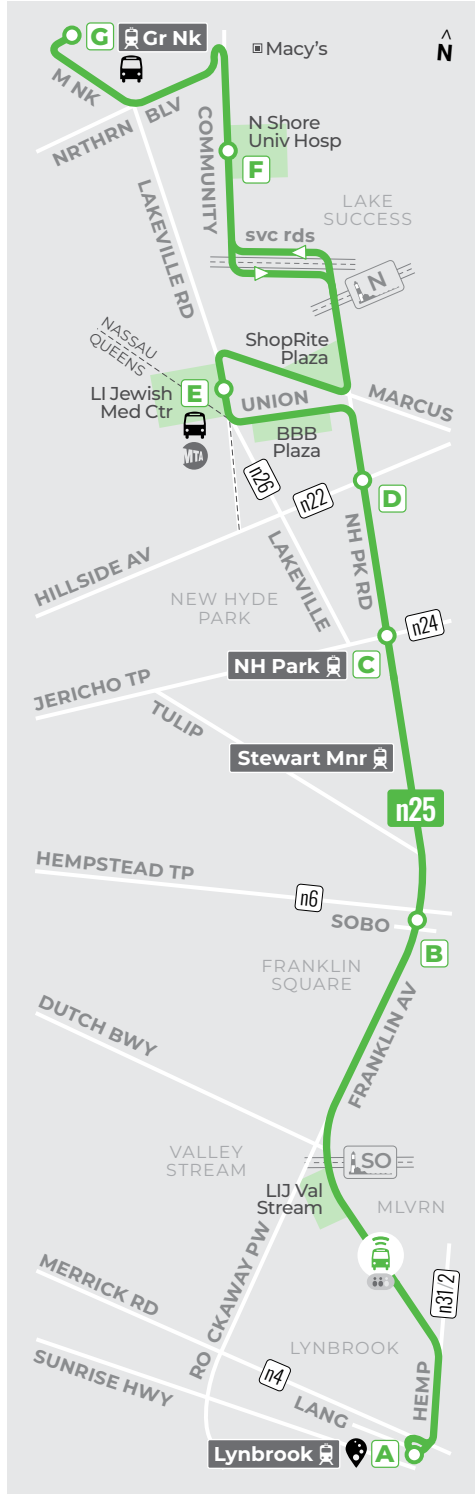 G Gr Nk
Macy's
^
N
M NK
NRTHRN BLV
COMMUNITY
N Shore
Univ Hosp
F
LAKE
SUCCESS
svc rds
N
LAKEVILLE RD
NASSAU
QUEENS
ShopRite
Plaza
LI Jewish
Med Ctr
E
UNION
MARCUS
BBB
Plaza
MTA
n26
n22
D
HILLSIDE AV
LAKEVILLE
NH PK RD
NEW HYDE
PARK
n24
NH Park C
JERICHO TP
TULIP
Stewart Mnr
n25
HEMPSTEAD TP
n6
SOBO
B
FRANKLIN
SQUARE
FRANKLIN AV
DUTCH BWY
VALLEY
STREAM
SO
LIJ Val
Stream
MLVRN
ROCKAWAY PW
MERRICK RD
n31/2
LYNBROOK
SUNRISE HWY
n4
LANG
HEMP
Lynbrook A